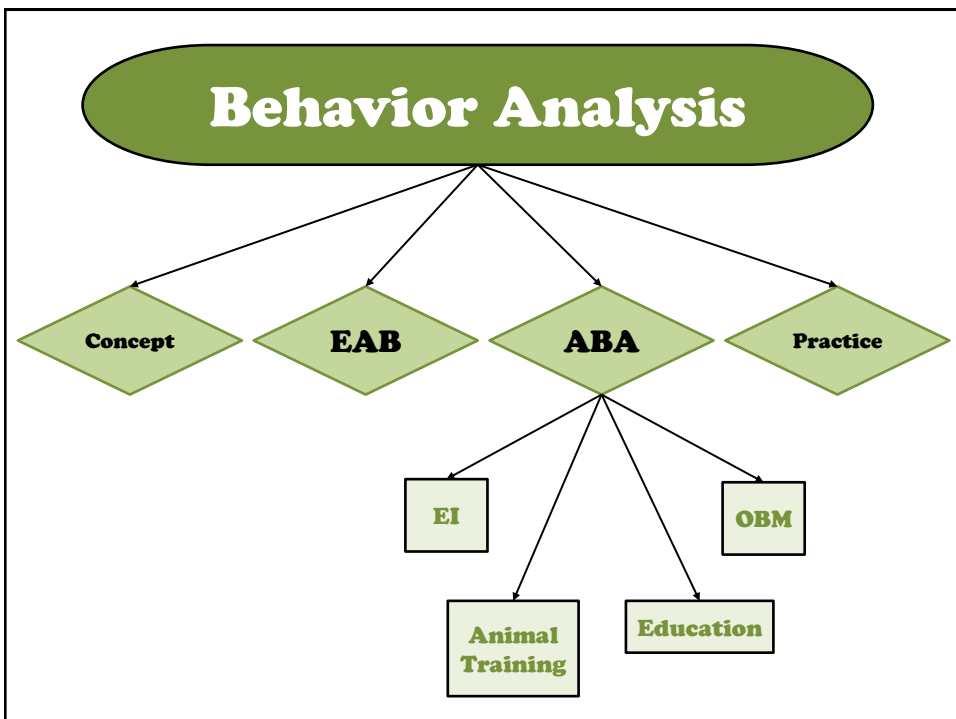 Behavior Analysis
Concept
EAB
ABA
Practice
EI
OBM
Animal
Training
Education